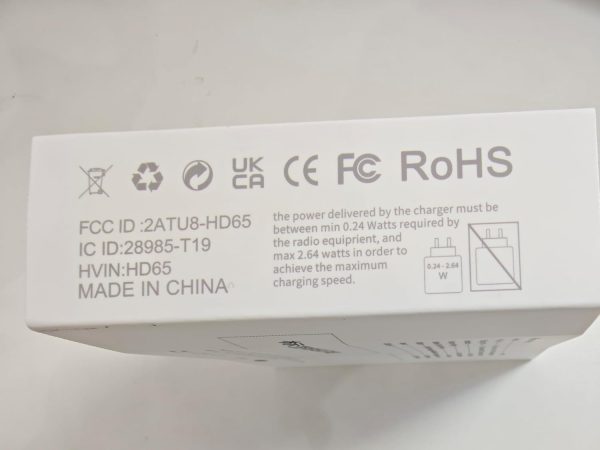 UK
CA
CE FC RoHS
FCC ID :2ATU8-HD65
IC ID:28985-T19
HVIN:HD65
MADE IN CHINA
the power delivered by the charger must be
between min 0.24 Watts required by
the radio equiprient, and
max 2.64 watts in order to
achieve the maximum
charging speed.
0.24 - 2.64
W